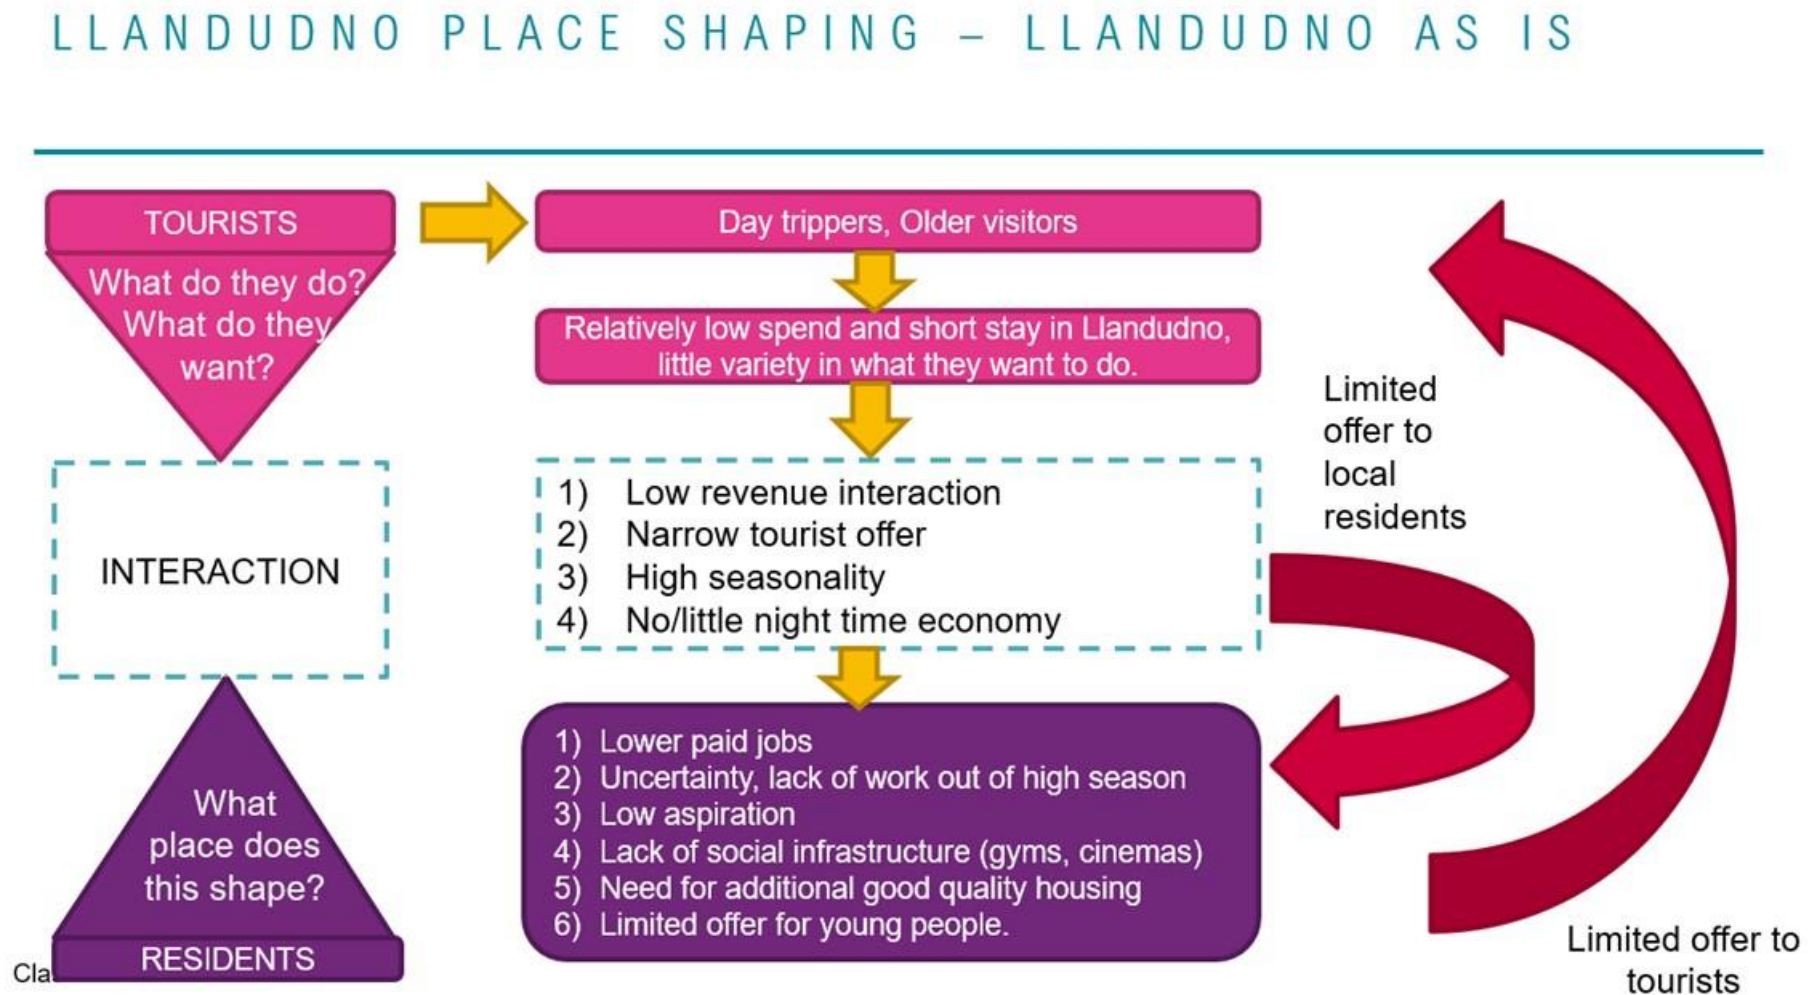 LLANDUDNO PLACE SHAPING – LLANDUDNO AS IS
TOURISTS
What do they do?
What do they
want?
INTERACTION
What
place does
this shape?
RESIDENTS
Day trippers, Older visitors
Relatively low spend and short stay in Llandudno,
little variety in what they want to do.
1) Low revenue interaction
2) Narrow tourist offer
3) High seasonality
4) No/little night time economy
1) Lower paid jobs
2) Uncertainty, lack of work out of high season
3) Low aspiration
4) Lack of social infrastructure (gyms, cinemas)
5) Need for additional good quality housing
6) Limited offer for young people.
Limited
offer to
local
residents
Limited offer to
tourists